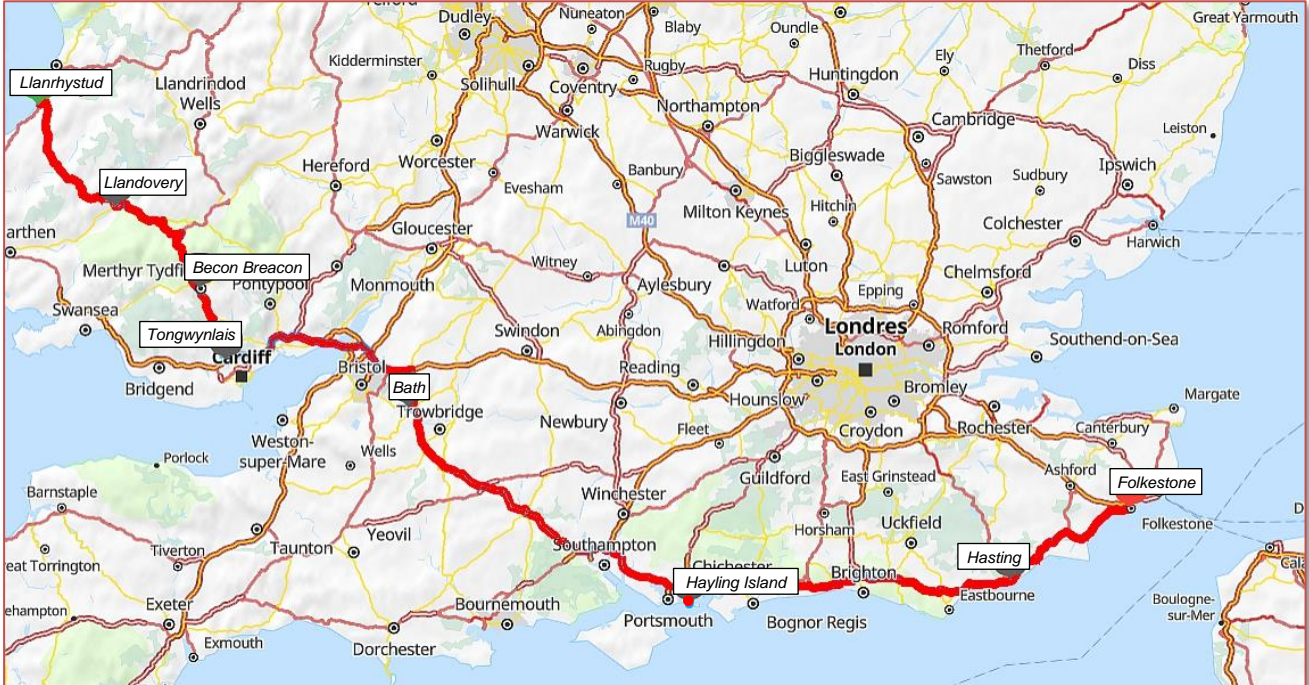 Telford
Dudley
Nuneaton
Blaby
Oundle
Great Yarmouth
Kidderminster
Solihull
Coventry
Rugby
Huntingdon
Ely
Thetford
Diss
Llanrhystud
Llandrindod
Wells
Northampton
Warwick
Cambridge
Leiston
Hereford
Worcester
Banbury
Biggleswade
Sawston
Sudbury
Ipswich
Llandovery
Evesham
M40
Milton Keynes
Hitchin
Colchester
Harwich
arthen
Gloucester
Witney
Luton
Chelmsford
Merthyr Tydfi
Becon Breacon
Pontypool
Monmouth
Aylesbury
Watford
Epping
Swansea
Tongwynlais
Swindon
Abingdon
Hillingdon
Londres
London
Romford
Southend-on-Sea
Cardiff
Bristol
Reading
Bridgend
Bath
Hounslow
Bromley
Margate
Trowbridge
Newbury
Fleet
Croydon
Rochester
Canterbury
Weston-
super-Mare
Wells
Porlock
Guildford
East Grinstead
Ashford
Folkestone
Barnstaple
Winchester
Horsham
Uckfield
Folkestone
D
Tiverton
Taunton
Yeovil
Southampton
Hasting
eat Torrington
Chichester
Hayling Island
Brighton
Eastbourne
Cala
ehampton
Exeter
Bournemouth
Portsmouth
Bognor Regis
Boulogne-
sur-Mer
Exmouth
Dorchester